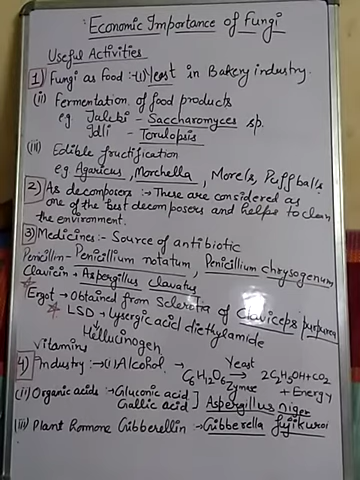 Economic Importance of Fungi
Useful Activities
1) Fungi as food :- (i) Yeast in Bakery industry.
(ii) Fermentation of food products
eg Jalebi - Saccharomyces sp.
Idli - Torulopsis
(iii) Edible fructification
e.g Agaricus, Morchella, Morels, Puffballs
2) As decomposers :→ These are considered as
one of the best decomposers and helps to clean
the environment.
3) Medicines:- Source of antibiotic
Penicillin - Penicillium notatum, Penicillium chrysogenum
Clavicin → Aspergillus clavatus
Ergot → Obtained from Sclerotia of Claviceps purpurea
LSD → Lysergic acid diethylamide
Hellucinogen
Vitamins
4) Industry :→ (i) Alcohol. → C6H12O6 Yeast → Zymase 2C2H5OH + CO2
+ Energy
(ii) Organic acids :- Gluconic acid ] Aspergillus niger
Gallic acid
(iii) Plant Hormone Gibberellin :→ Gibberella fujikuroi